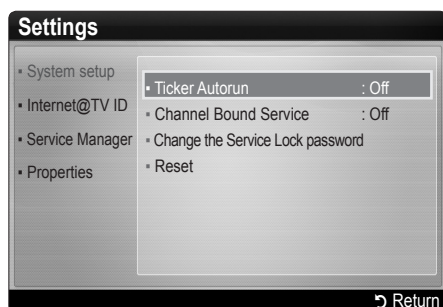 Settings
▪ System setup
▪ Internet@TV ID
▪ Service Manager
▪ Properties
▪ Ticker Autorun : Off
▪ Channel Bound Service : Off
▪ Change the Service Lock password
▪ Reset
⮌ Return